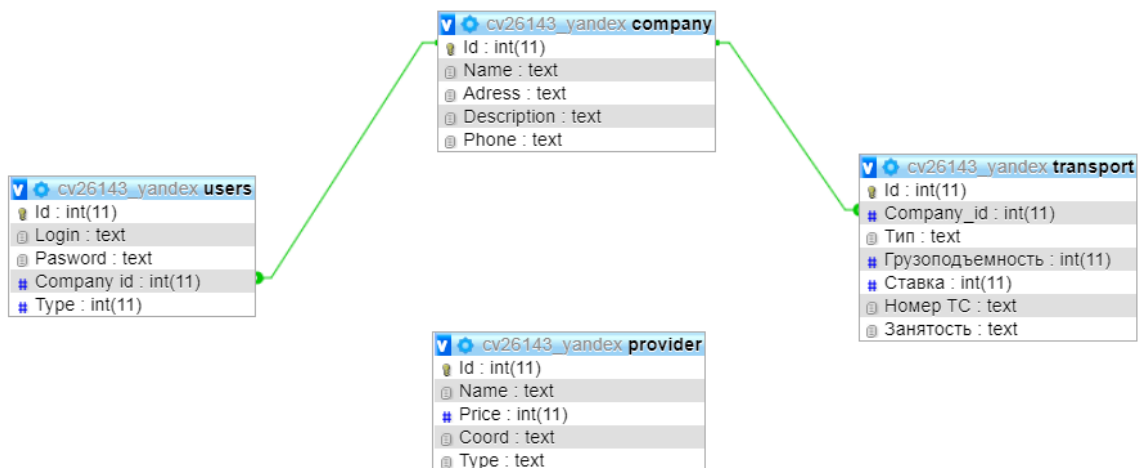 cv26143_yandex company
Id : int(11)
Name : text
Adress : text
Description : text
Phone : text
cv26143_yandex users
Id : int(11)
Login : text
Pasword : text
Company id : int(11)
Type : int(11)
cv26143_yandex transport
Id : int(11)
Company_id : int(11)
Тип : text
Грузоподъемность : int(11)
Ставка : int(11)
Номер ТС : text
Занятость : text
cv26143_yandex provider
Id : int(11)
Name : text
Price : int(11)
Coord : text
Type : text